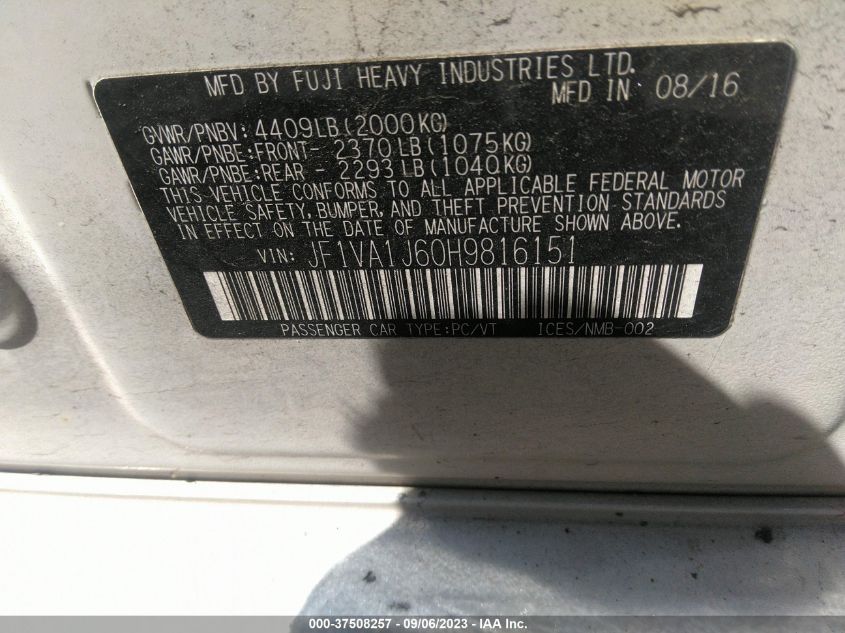 MFD BY FUJI HEAVY INDUSTRIES LTD.
MFD IN 08/16
GVWR/PNBV: 4409LB(2000KG)
GAWR/PNBE:FRONT- 2370LB(1075KG)
GAWR/PNBE:REAR - 2293LB(1040KG)
THIS VEHICLE CONFORMS TO ALL APPLICABLE FEDERAL MOTOR
VEHICLE SAFETY, BUMPER, AND THEFT PREVENTION STANDARDS
IN EFFECT ON THE DATE OF MANUFACTURE SHOWN ABOVE.
VIN: JF1VA1J60H9816151
PASSENGER CAR TYPE:PC/VT ICES/NMB-002
000-37508257 - 09/06/2023 - IAA Inc.